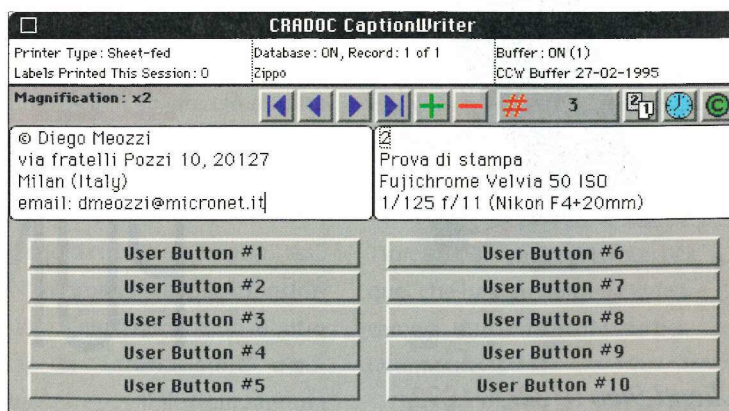 CRADOC CaptionWriter
Printer Type: Sheet-fed
Labels Printed This Session: 0
Database: ON, Record: 1 of 1
Zippo
Buffer: ON (1)
CCW Buffer 27-02-1995
Magnification: x2
# 3
2 1
©
© Diego Meozzi
via fratelli Pozzi 10, 20127
Milan (Italy)
email: dmeozzi@micronet.it
Prova di stampa
Fujichrome Velvia 50 ISO
1/125 f/11 (Nikon F4+20mm)
User Button #1
User Button #2
User Button #3
User Button #4
User Button #5
User Button #6
User Button #7
User Button #8
User Button #9
User Button #10